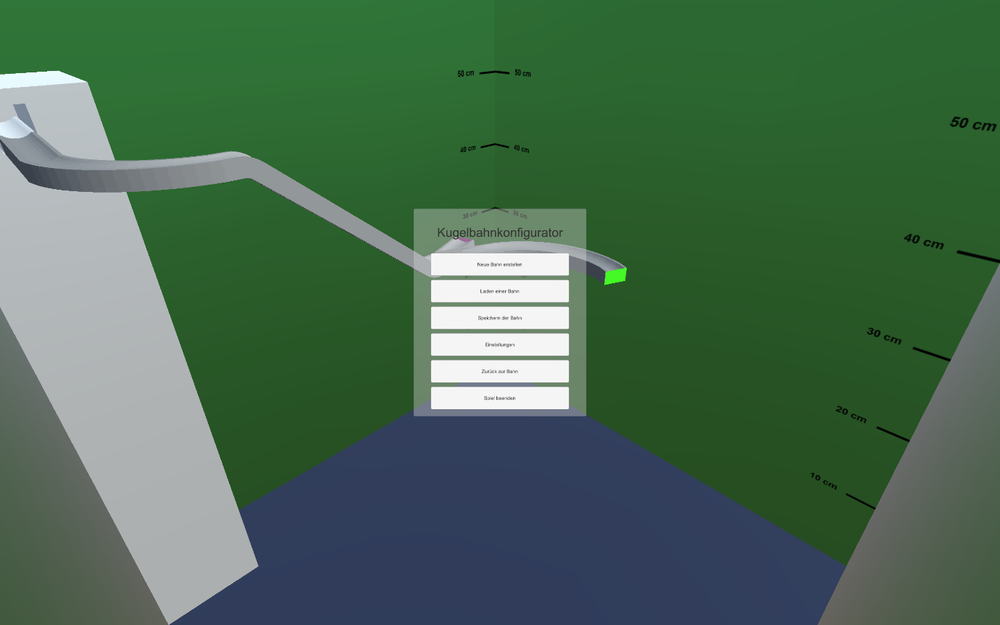 50 cm 50 cm
50 cm
40 cm 40 cm
30 cm 30 cm
Kugelbahnkonfigurator
40 cm
Neue Bahn erstellen
Laden einer Bahn
Speichern der Bahn
30 cm
Einstellungen
Zurück zur Bahn
Spiel beenden
20 cm
10 cm